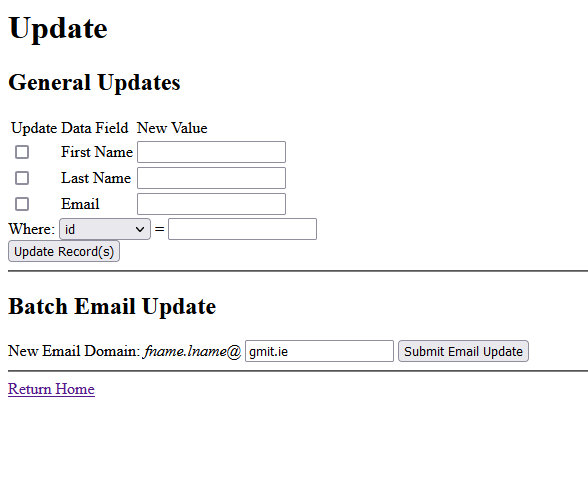 Update
General Updates
Update Data Field New Value
First Name
Last Name
Email
Where: id =
Update Record(s)
Batch Email Update
New Email Domain: fname.lname@ gmit.ie Submit Email Update
Return Home